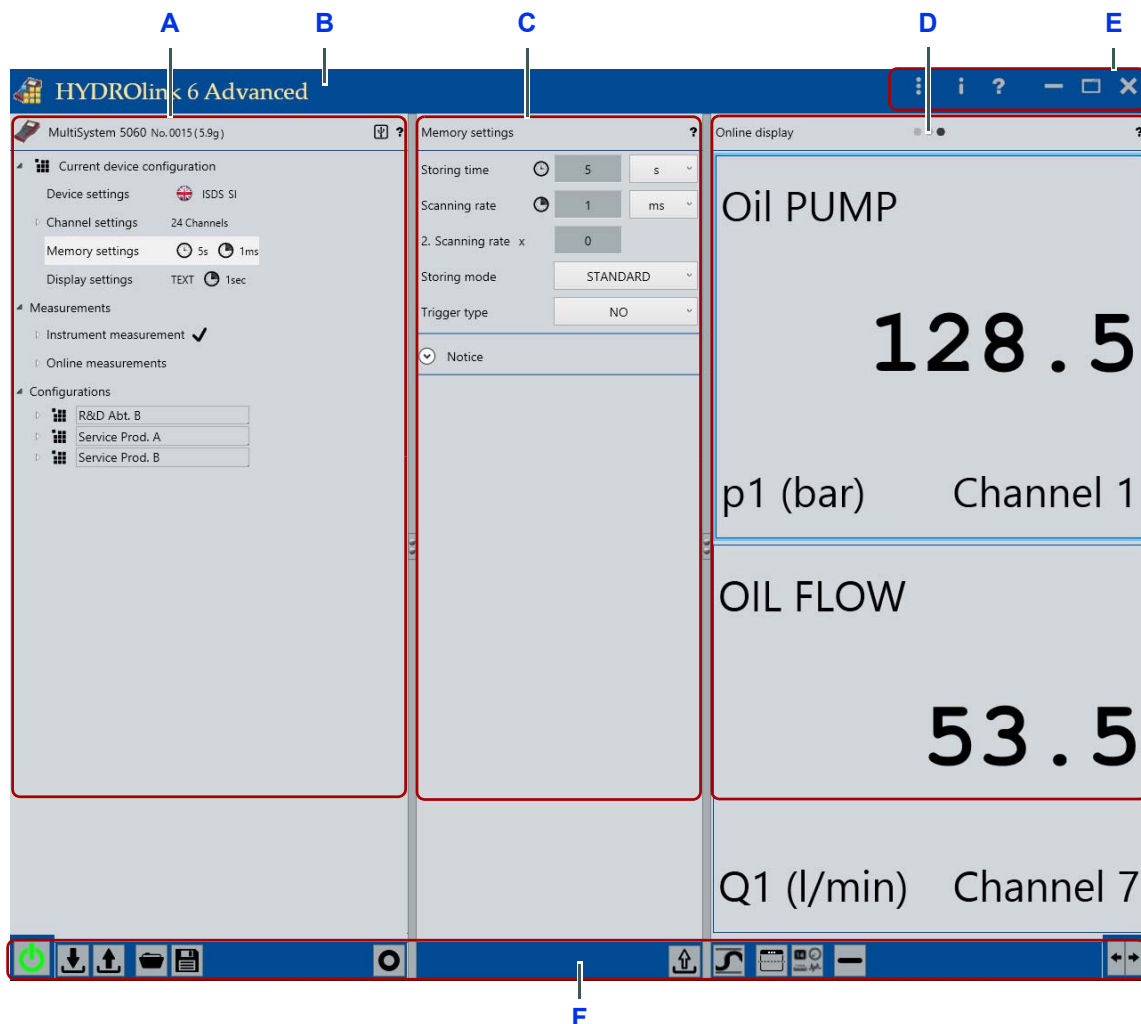 A B C D E
HYDROlink 6 Advanced
i ?
MultiSystem 5060 No.0015 (5.9g) ?
Current device configuration
Device settings ISDS SI
Channel settings 24 Channels
Memory settings 5s 1ms
Display settings TEXT 1sec
Measurements
Instrument measurement
Online measurements
Configurations
R&D Abt. B
Service Prod. A
Service Prod. B
Memory settings ?
Storing time 5 s
Scanning rate 1 ms
2. Scanning rate x 0
Storing mode STANDARD
Trigger type NO
Notice
Online display ?
Oil PUMP
128.5
p1 (bar) Channel 1
OIL FLOW
53.5
Q1 (l/min) Channel 7
F